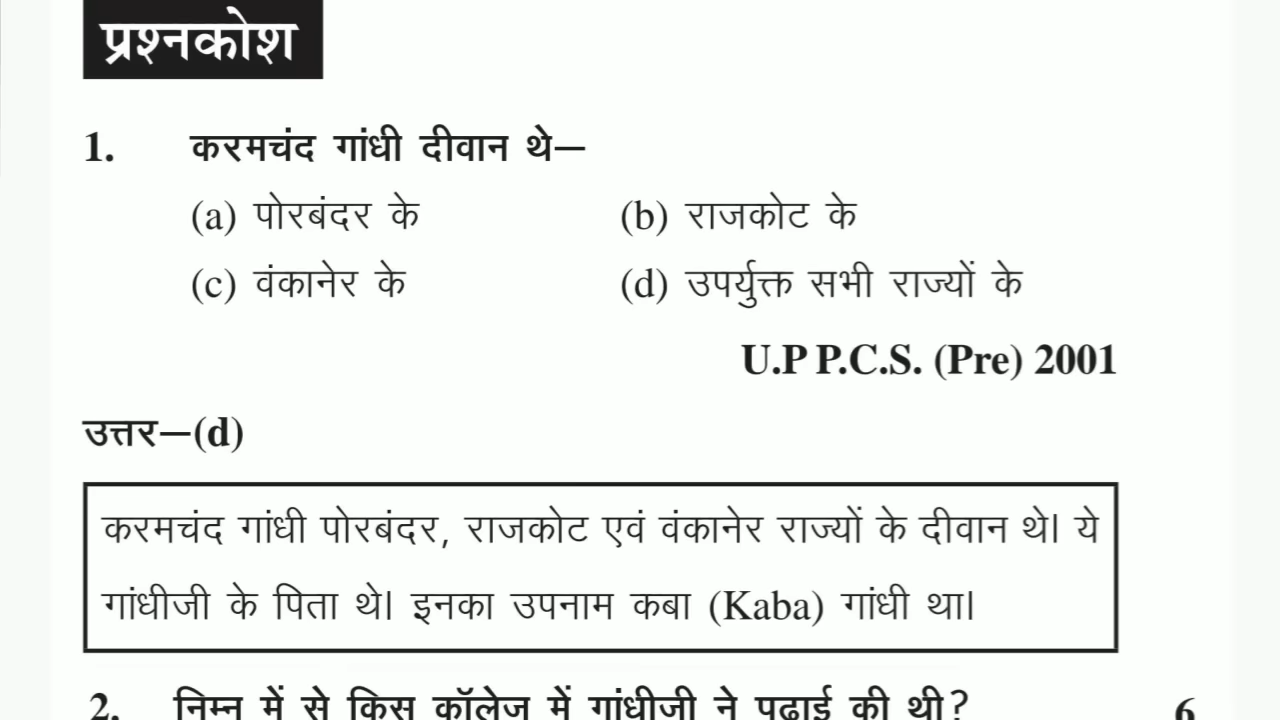 प्रश्नकोश
1. करमचंद गांधी दीवान थे—
(a) पोरबंदर के (b) राजकोट के
(c) वंकानेर के (d) उपर्युक्त सभी राज्यों के
U.P P.C.S. (Pre) 2001
उत्तर—(d)
करमचंद गांधी पोरबंदर, राजकोट एवं वंकानेर राज्यों के दीवान थे। ये
गांधीजी के पिता थे। इनका उपनाम कबा (Kaba) गांधी था।
2. निम्न में से किस कॉलेज में गांधीजी ने पढ़ाई की थी? 6